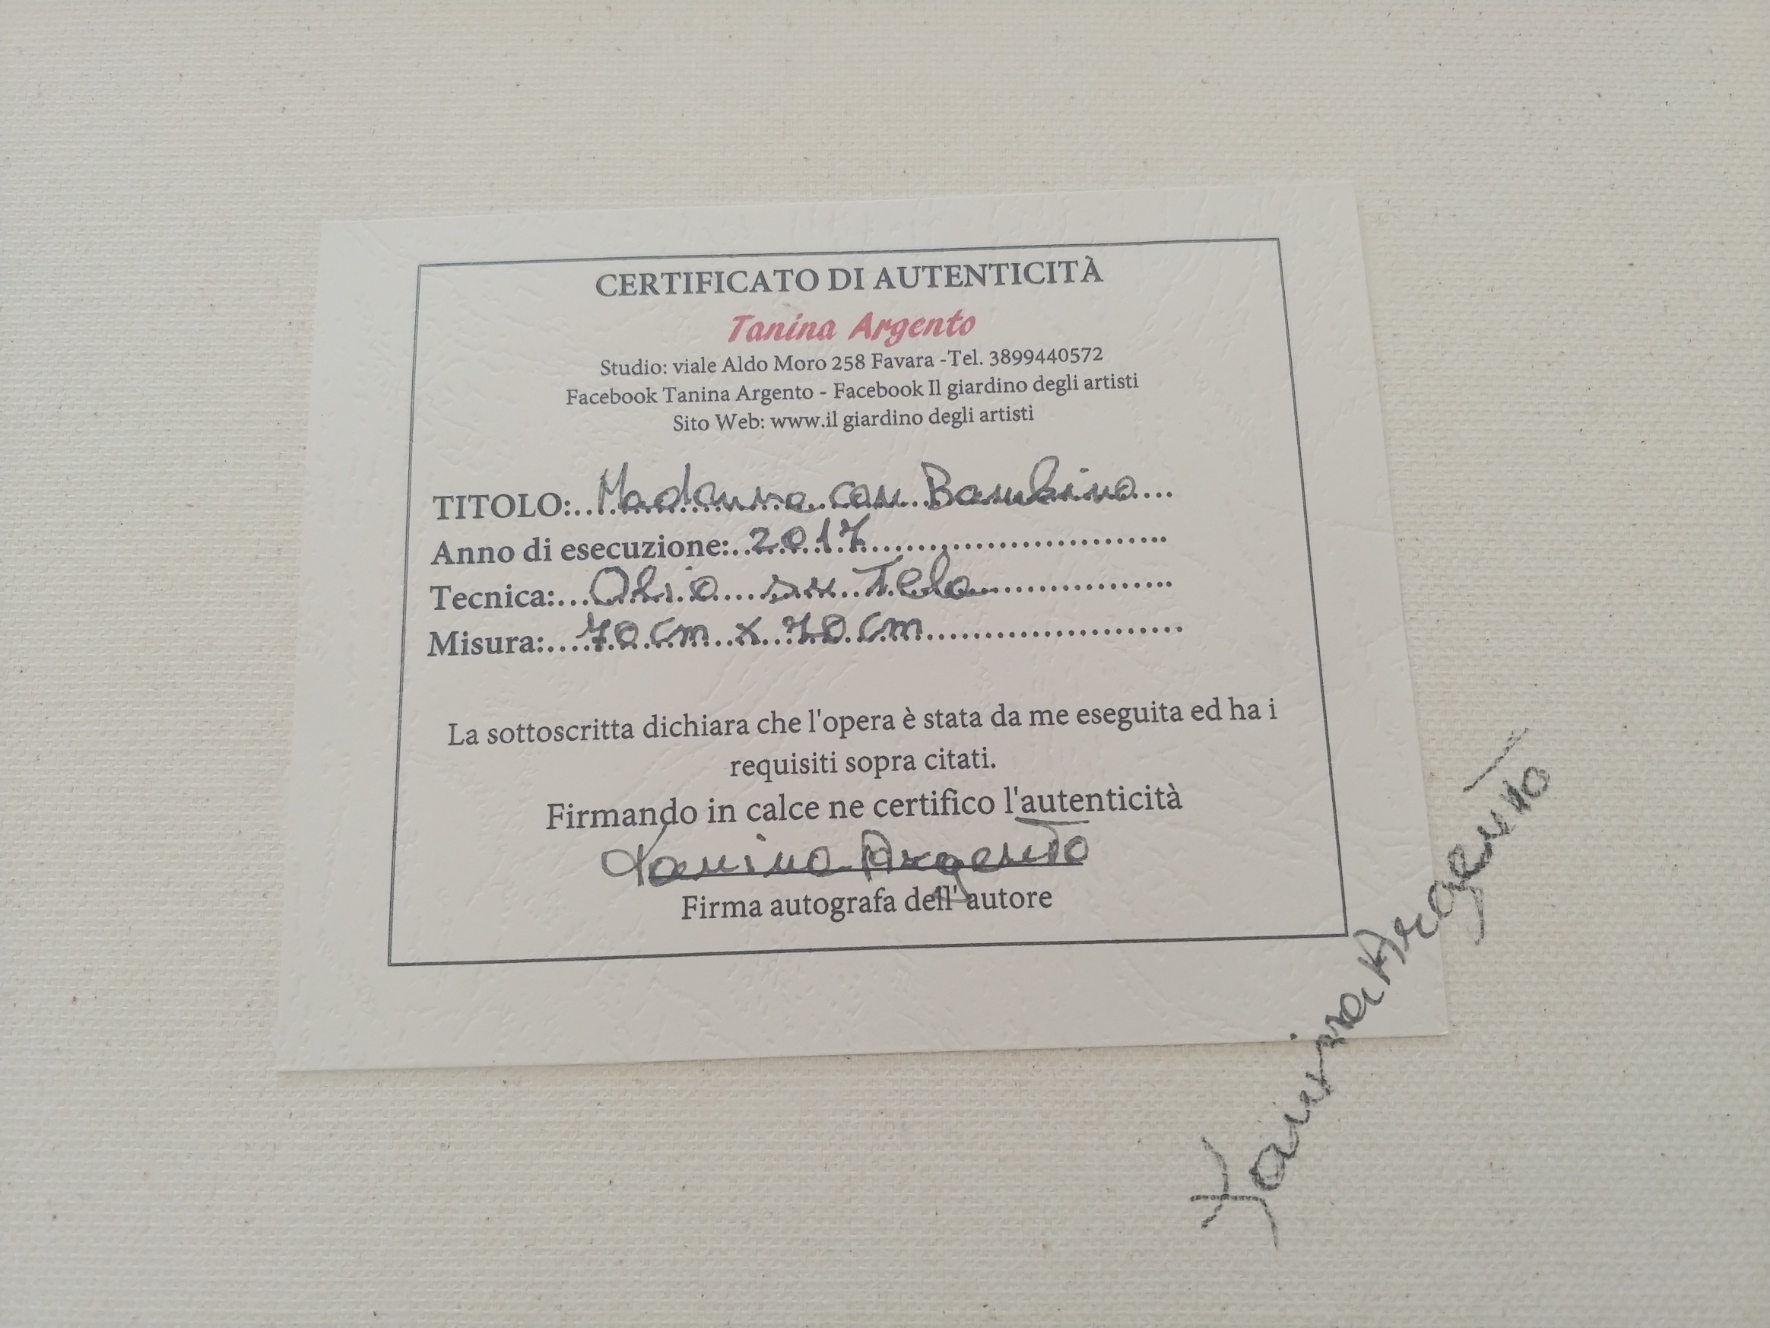 CERTIFICATO DI AUTENTICITÀ
Tanina Argento
Studio: viale Aldo Moro 258 Favara -Tel. 3899440572
Facebook Tanina Argento - Facebook Il giardino degli artisti
Sito Web: www.il giardino degli artisti
TITOLO:..Madonna con Bambino....
Anno di esecuzione:..2017..............................
Tecnica:...Olio....su..Tela....................
Misura:....70.cm..x..70.cm........................
La sottoscritta dichiara che l'opera è stata da me eseguita ed ha i
requisiti sopra citati.
Firmando in calce ne certifico l'autenticità
Tanina Argento
Firma autografa dell'autore
Tanina Argento